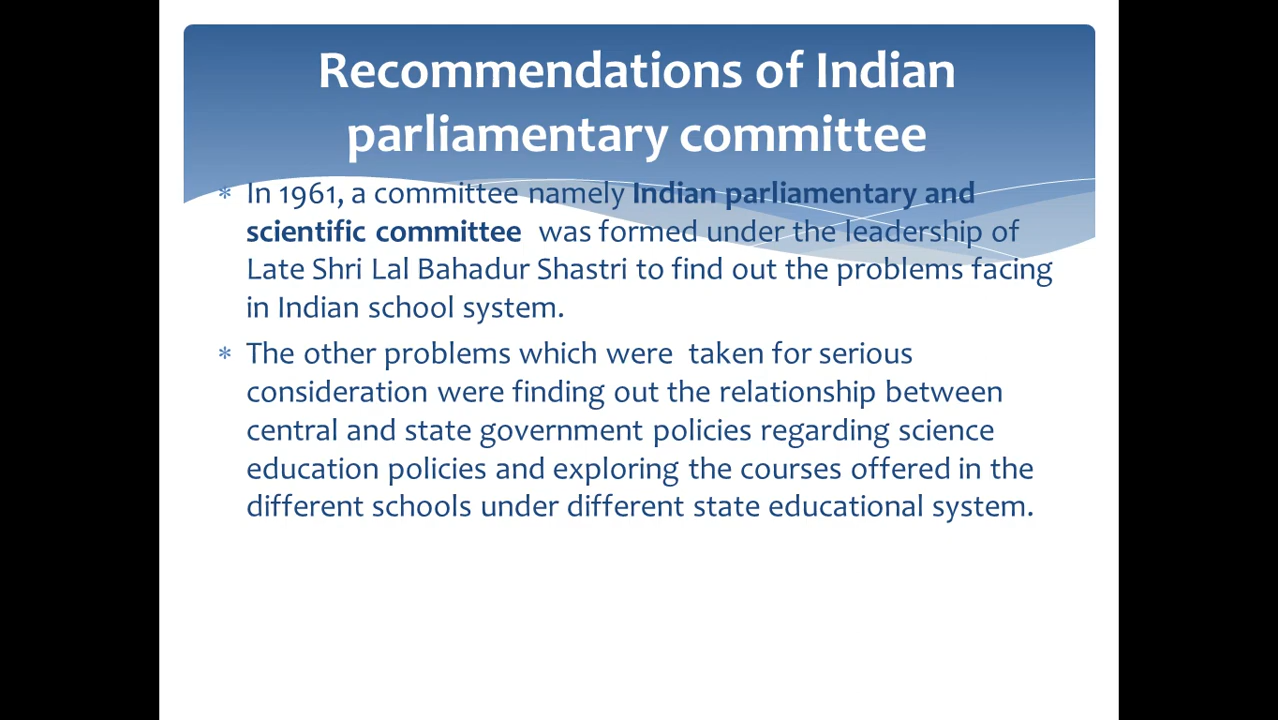 Recommendations of Indian
parliamentary committee
* In 1961, a committee namely Indian parliamentary and
scientific committee was formed under the leadership of
Late Shri Lal Bahadur Shastri to find out the problems facing
in Indian school system.
* The other problems which were taken for serious
consideration were finding out the relationship between
central and state government policies regarding science
education policies and exploring the courses offered in the
different schools under different state educational system.